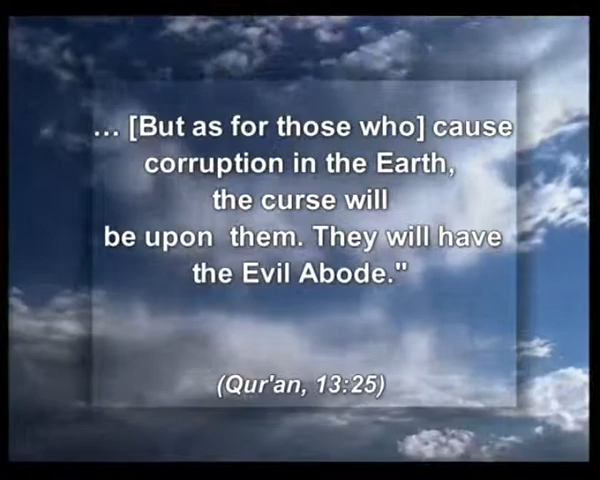 ... [But as for those who] cause
corruption in the Earth,
the curse will
be upon them. They will have
the Evil Abode."
(Qur'an, 13:25)